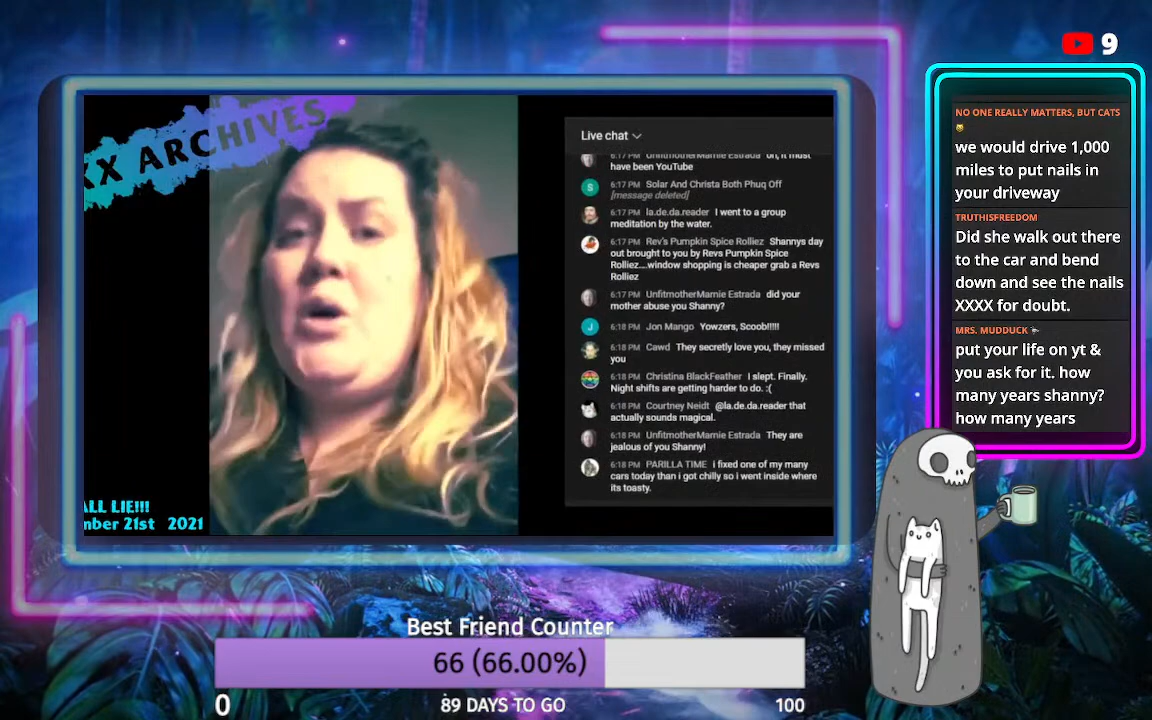 9
XX ARCHIVES
ALL LIE!!!
mber 21st 2021
Live chat
6:17 PM UnfitmotherMarnie Estrada oh, it must
have been YouTube
S
6:17 PM Solar And Christa Both Phuq Off
[message deleted]
6:17 PM la.de.da.reader I went to a group
meditation by the water.
6:17 PM Rev's Pumpkin Spice Rolliez Shannys day
out brought to you by Revs Pumpkin Spice
Rolliez....window shopping is cheaper grab a Revs
Rolliez
6:17 PM UnfitmotherMarnie Estrada did your
mother abuse you Shanny?
J
6:18 PM Jon Mango Yowzers, Scoob!!!!!
6:18 PM Cawd They secretly love you, they missed
you
6:18 PM Christina BlackFeather I slept. Finally.
Night shifts are getting harder to do. :(
6:18 PM Courtney Neidt @la.de.da.reader that
actually sounds magical.
6:18 PM UnfitmotherMarnie Estrada They are
jealous of you Shanny!
6:18 PM PARILLA TIME i fixed one of my many
cars today than i got chilly so i went inside where
its toasty.
NO ONE REALLY MATTERS, BUT CATS
we would drive 1,000
miles to put nails in
your driveway
TRUTHISFREEDOM
Did she walk out there
to the car and bend
down and see the nails
XXXX for doubt.
MRS. MUDDUCK
put your life on yt &
you ask for it. how
many years shanny?
how many years
Best Friend Counter
66 (66.00%)
0
89 DAYS TO GO
100